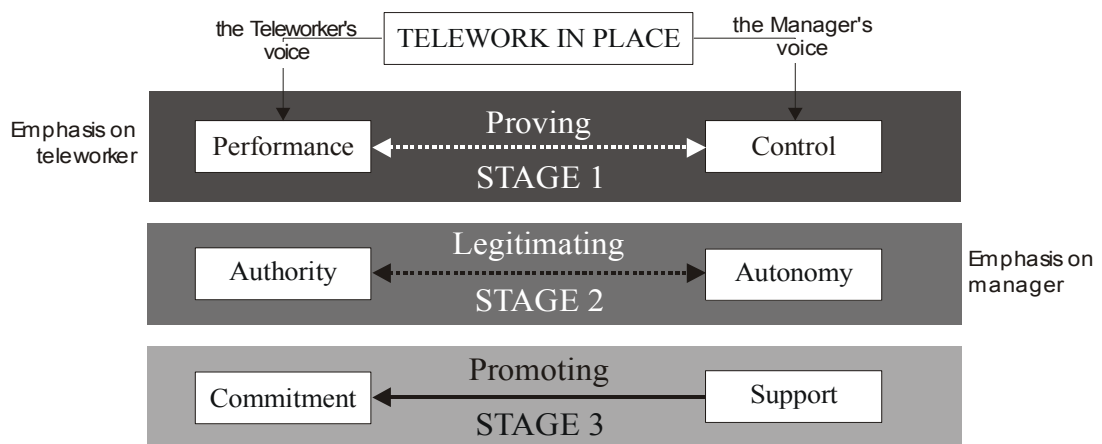 the Teleworker's
voice
TELEWORK IN PLACE
the Manager's
voice
Emphasis on
teleworker
Performance
Proving
STAGE 1
Control
Authority
Legitimating
STAGE 2
Autonomy
Emphasis on
manager
Commitment
Promoting
STAGE 3
Support